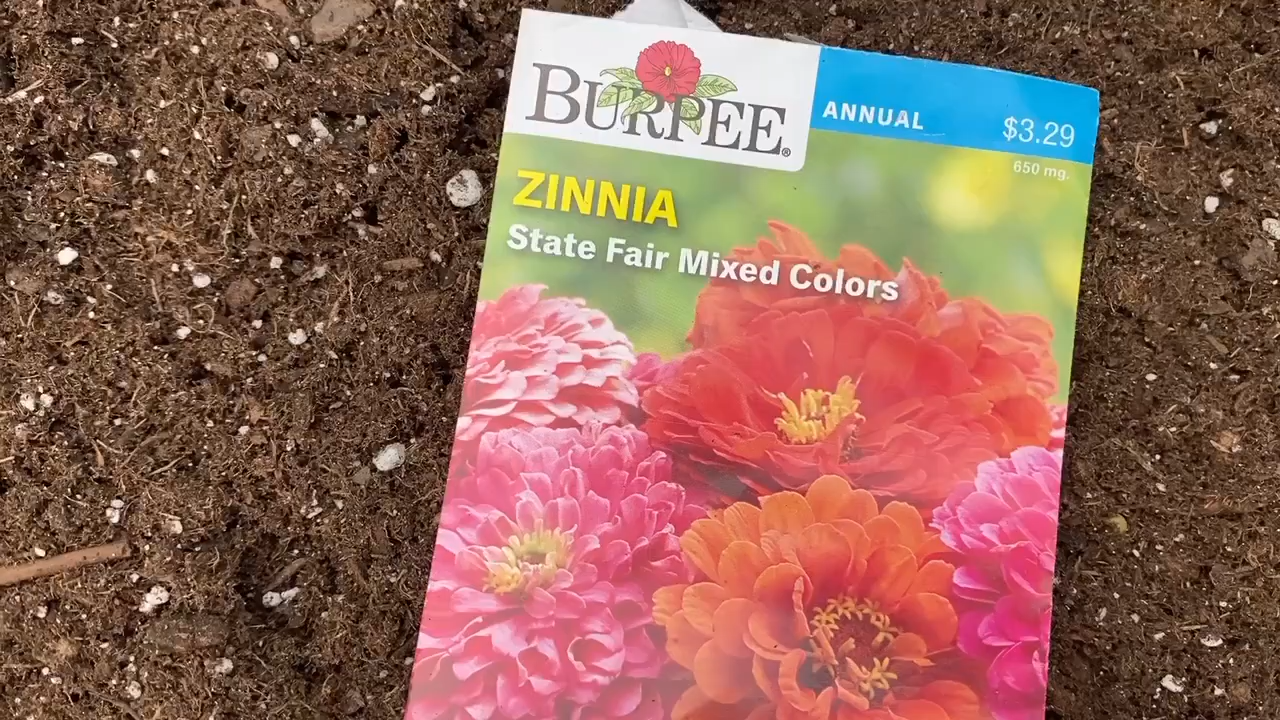 BURPEE®
ANNUAL
$3.29
650 mg.
ZINNIA
State Fair Mixed Colors